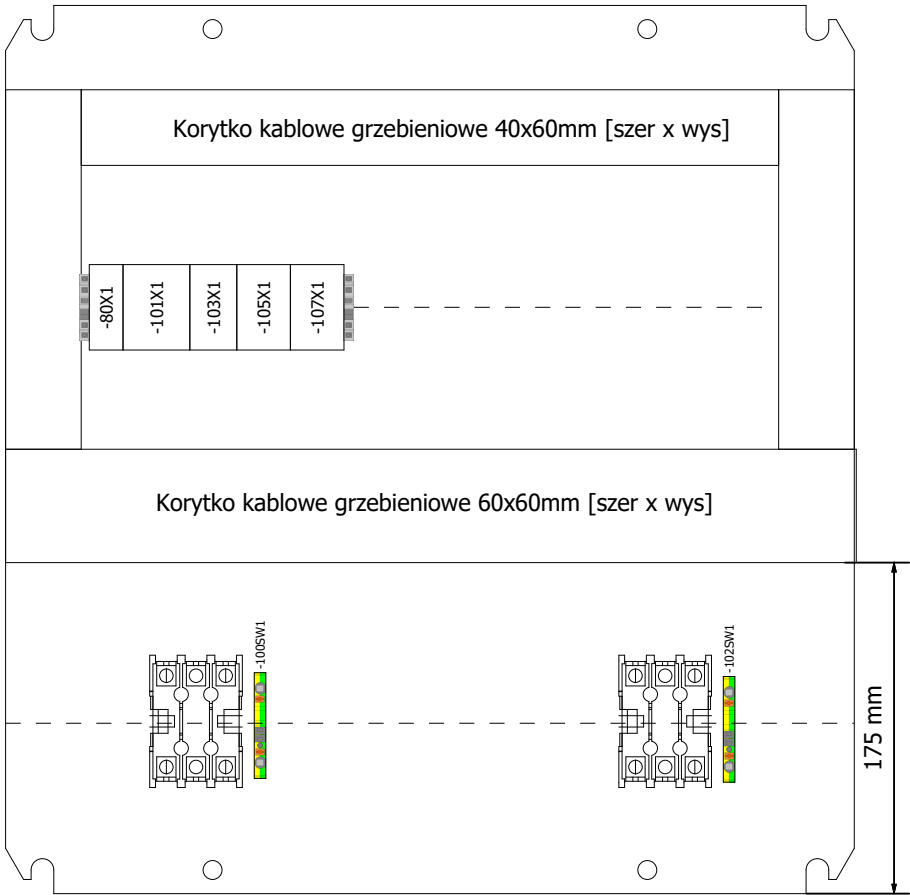 Korytko kablowe grzebieniowe 40x60mm [szer x wys]
-80X1
-101X1
-103X1
-105X1
-107X1
Korytko kablowe grzebieniowe 60x60mm [szer x wys]
-100SW1
-102SW1
175 mm